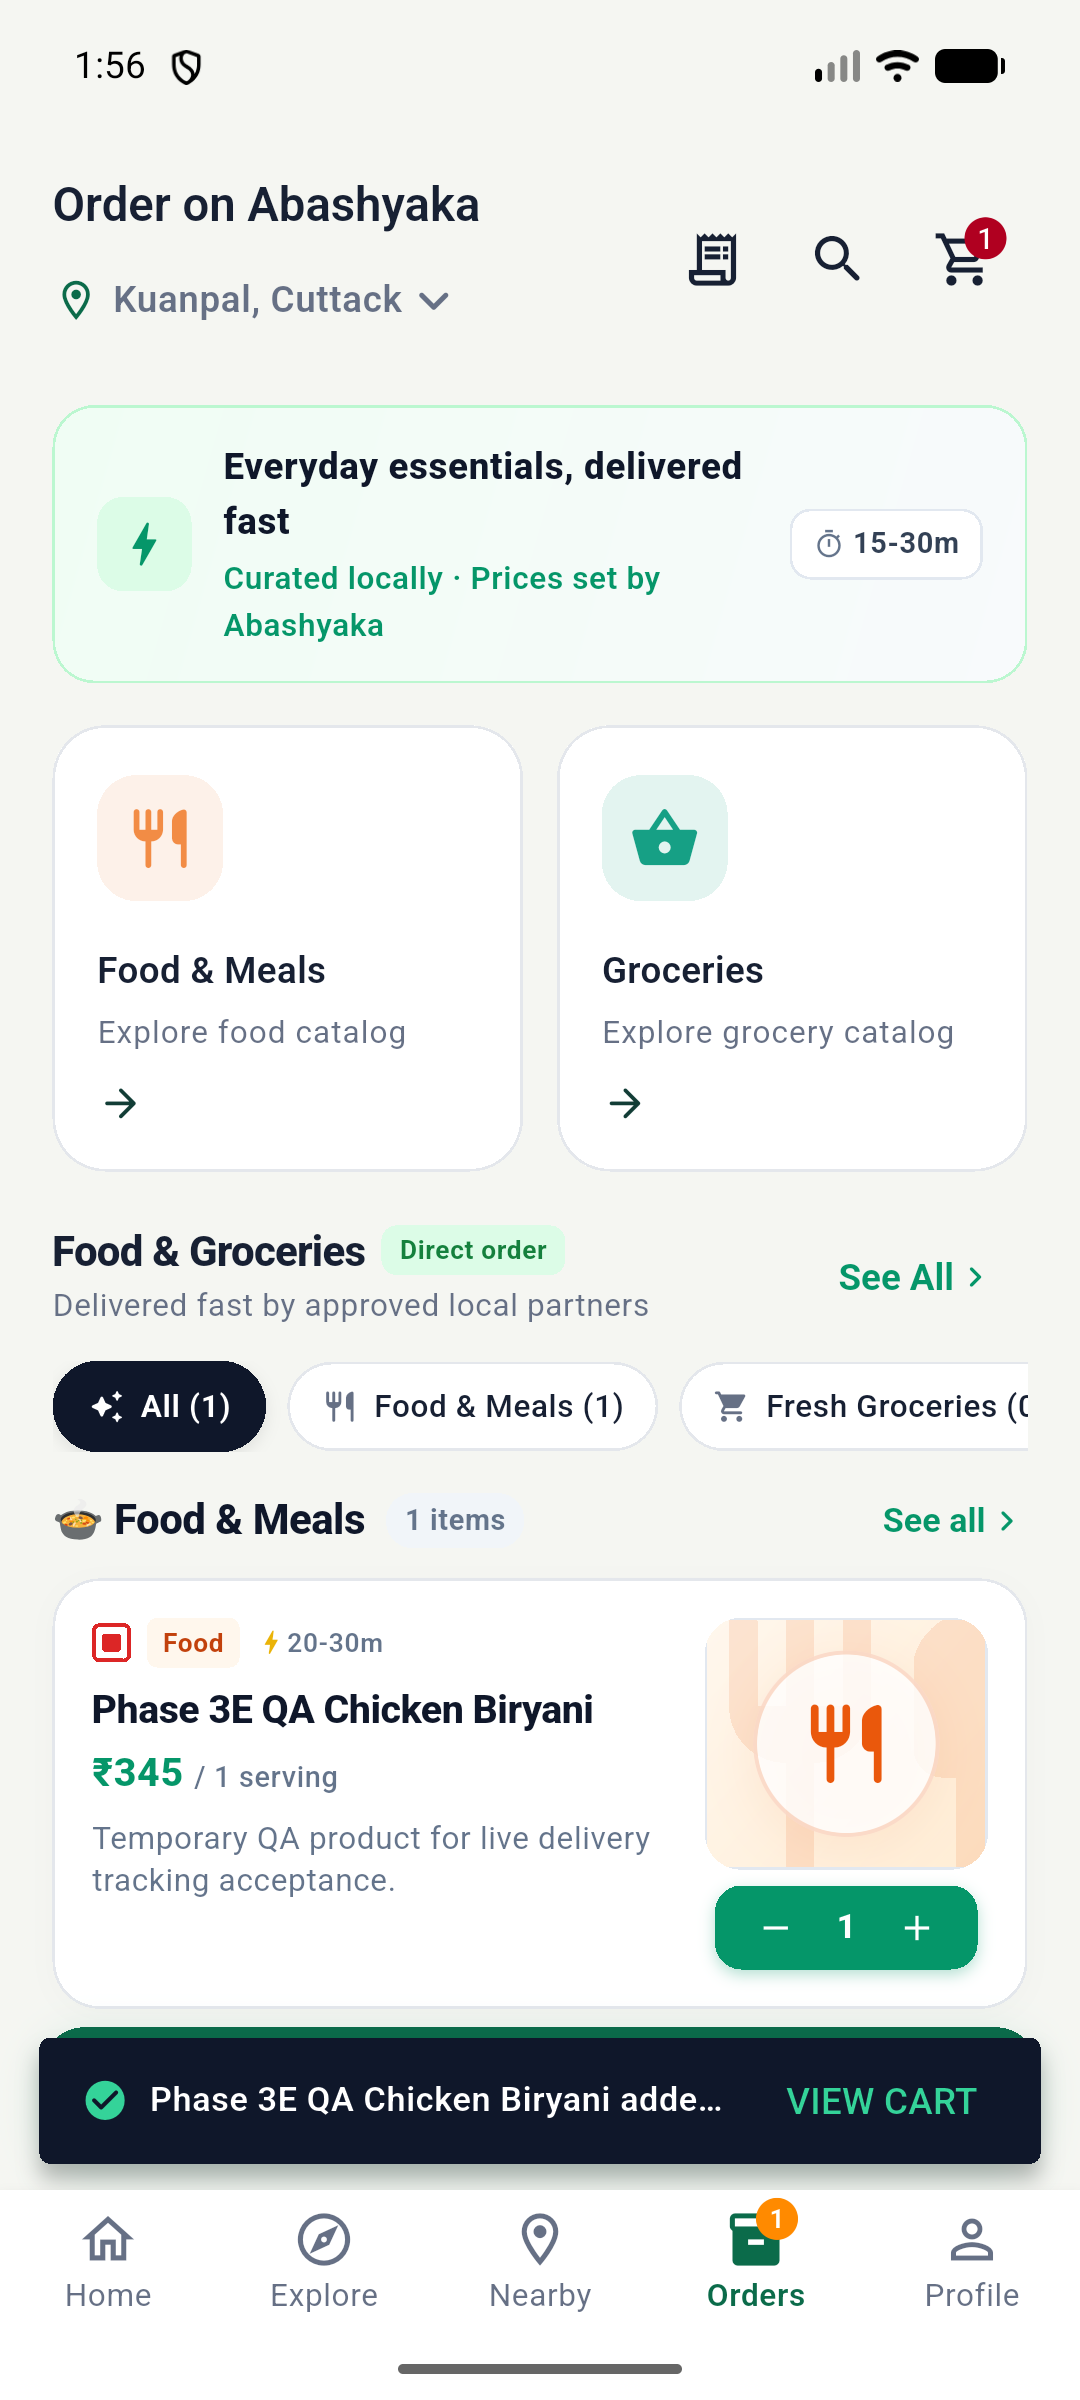 1:56
Order on Abashyaka
1
Kuanpal, Cuttack
Everyday essentials, delivered
fast
Curated locally · Prices set by
Abashyaka
15-30m
Food & Meals
Explore food catalog
Groceries
Explore grocery catalog
Food & Groceries
Direct order
Delivered fast by approved local partners
See All
All (1)
Food & Meals (1)
Fresh Groceries (0
Food & Meals
1 items
See all
Food
20-30m
Phase 3E QA Chicken Biryani
₹345 / 1 serving
Temporary QA product for live delivery
tracking acceptance.
1
Phase 3E QA Chicken Biryani adde...
VIEW CART
1
Home
Explore
Nearby
Orders
Profile